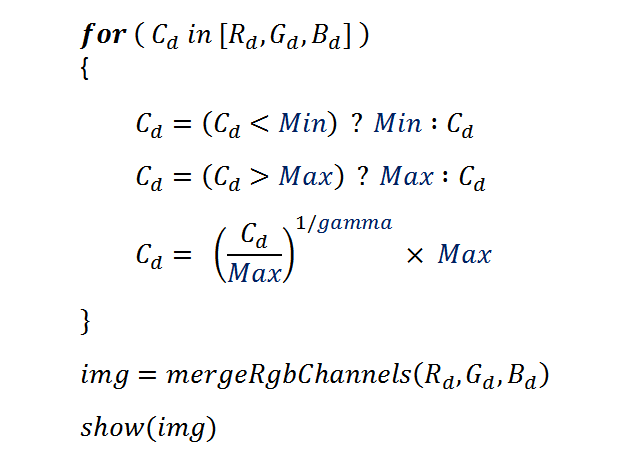 for ( C_d in [R_d, G_d, B_d] )
{
C_d = (C_d < Min) ? Min : C_d
C_d = (C_d > Max) ? Max : C_d
C_d = (C_d / Max)^{1/gamma} × Max
}
img = mergeRgbChannels(R_d, G_d, B_d)
show(img)